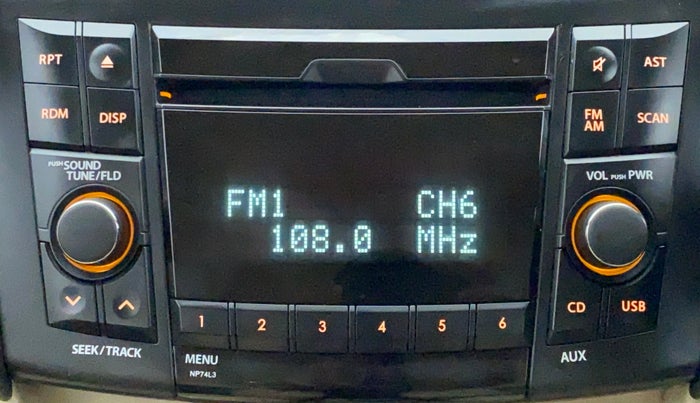 RPT
AST
RDM
DISP
FM
AM
SCAN
PUSH SOUND
TUNE/FLD
VOL PUSH PWR
FM1 CH6
108.0 MHz
CD
USB
1 2 3 4 5 6
SEEK/TRACK
MENU
NP74L3
AUX